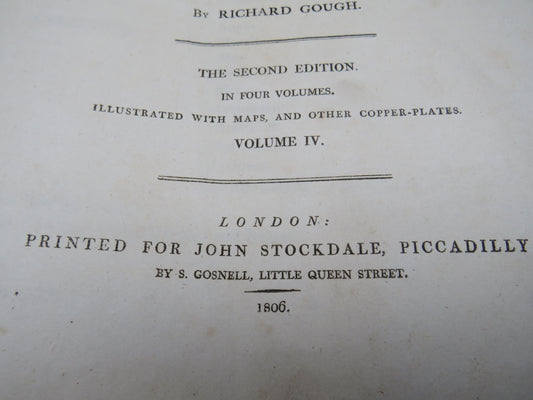 By RICHARD GOUGH.
THE SECOND EDITION.
IN FOUR VOLUMES.
ILLUSTRATED WITH MAPS, AND OTHER COPPER-PLATES.
VOLUME IV.
LONDON:
PRINTED FOR JOHN STOCKDALE, PICCADILLY
BY S. GOSNELL, LITTLE QUEEN STREET.
1806.